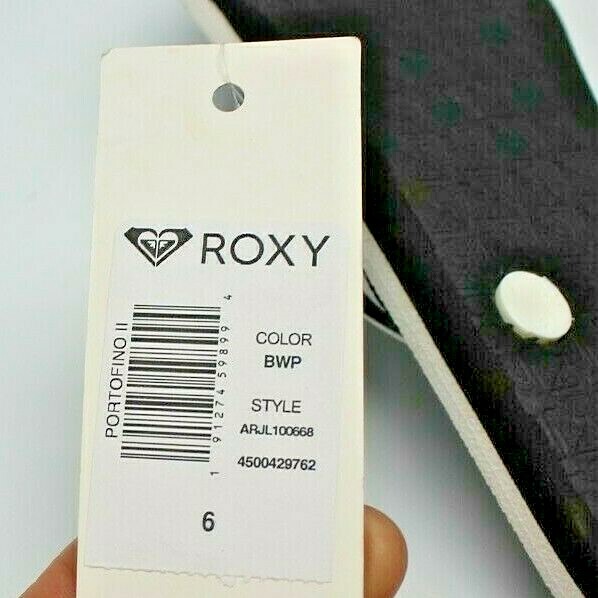 ROXY
PORTOFINO II
1 91274 59899 4
COLOR
BWP
STYLE
ARJL100668
4500429762
6